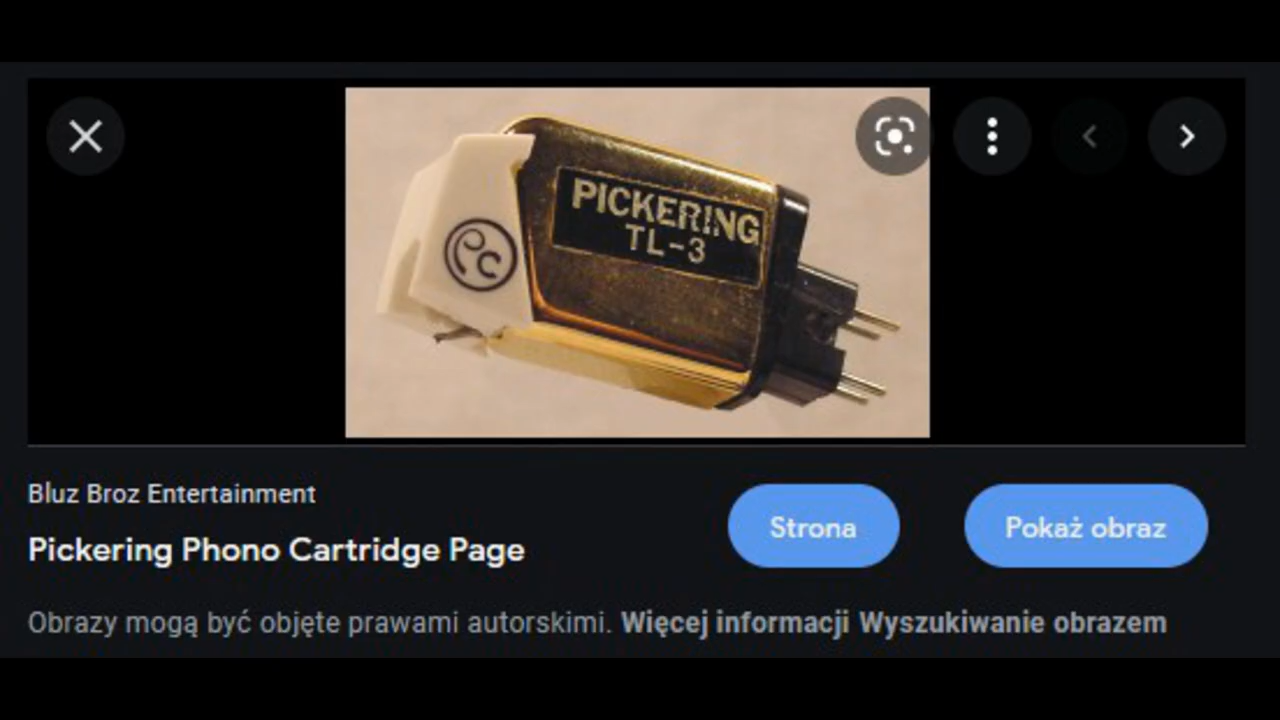 PICKERING
TL-3
PC
Bluz Broz Entertainment
Strona
Pokaż obraz
Pickering Phono Cartridge Page
Obrazy mogą być objęte prawami autorskimi. Więcej informacji Wyszukiwanie obrazem